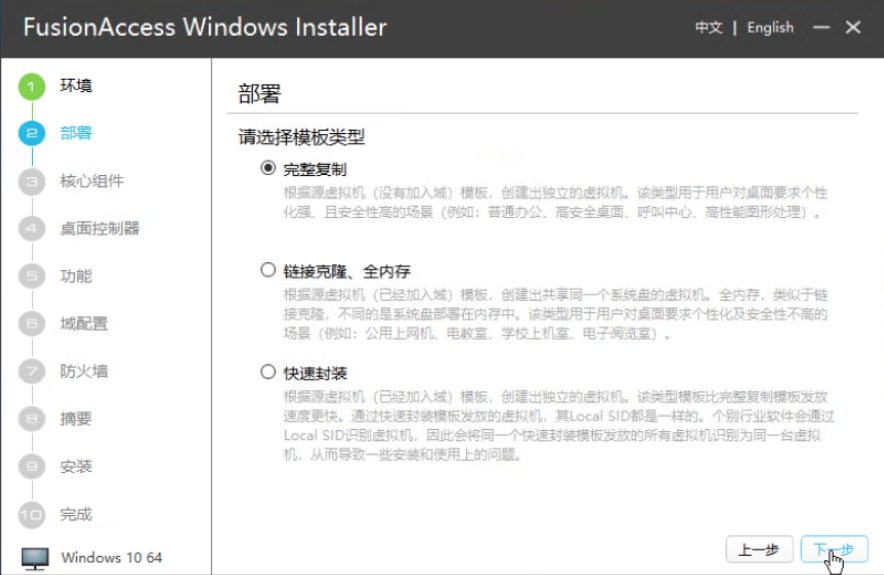 FusionAccess Windows Installer
中文 | English
1 环境
2 部署
3 核心组件
4 桌面控制器
5 功能
6 域配置
7 防火墙
8 摘要
9 安装
10 完成
Windows 10 64
部署
请选择模板类型
完整复制
根据源虚拟机（没有加入域）模板，创建出独立的虚拟机。该类型用于用户对桌面要求个性
化强、且安全性高的场景（例如：普通办公、高安全桌面、呼叫中心、高性能图形处理）。
链接克隆、全内存
根据源虚拟机（已经加入域）模板，创建出共享同一个系统盘的虚拟机。全内存，类似于链
接克隆，不同的是系统盘部署在内存中。该类型用于用户对桌面要求个性化及安全性不高的
场景（例如：公用上网机、电教室、学校上机室、电子阅览室）。
快速封装
根据源虚拟机（已经加入域）模板，创建出独立的虚拟机。该类型模板比完整复制模板发放
速度更快。通过快速封装模板发放的虚拟机，其Local SID都是一样的。个别行业软件会通过
Local SID识别虚拟机，因此会将同一个快速封装模板发放的所有虚拟机识别为同一台虚拟
机，从而导致一些安装和使用上的问题。
上一步
下一步